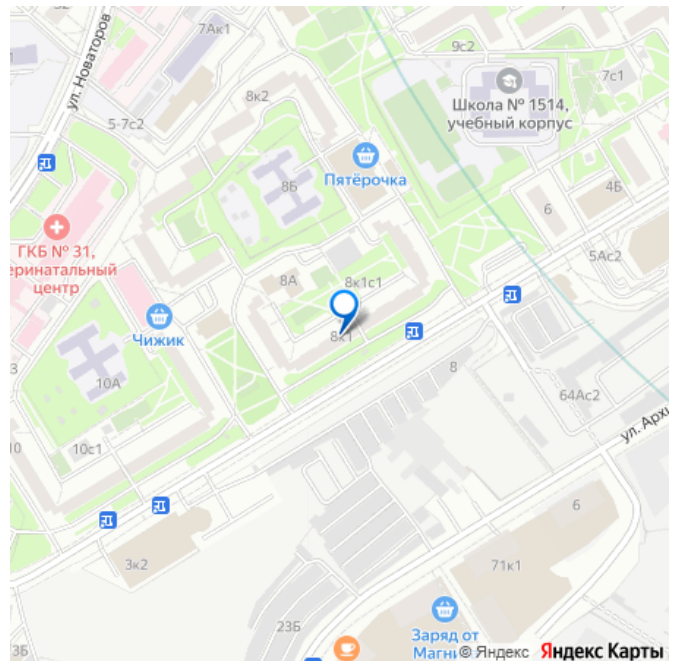 7Ак1
9с2
ул. Новаторов
8к2
7с1
Школа № 1514,
учебный корпус
5-7с2
Пятёрочка
8Б
4Б
6
ГКБ № 31,
еринатальный
центр
5Ас2
8А
8к1с1
Чижик
8к1
3
10А
8
64Ас2
ул. Архи
10
10с1
6
3к2
71к1
23Б
Заряд от
Магни
3Б
© Яндекс Яндекс Карты